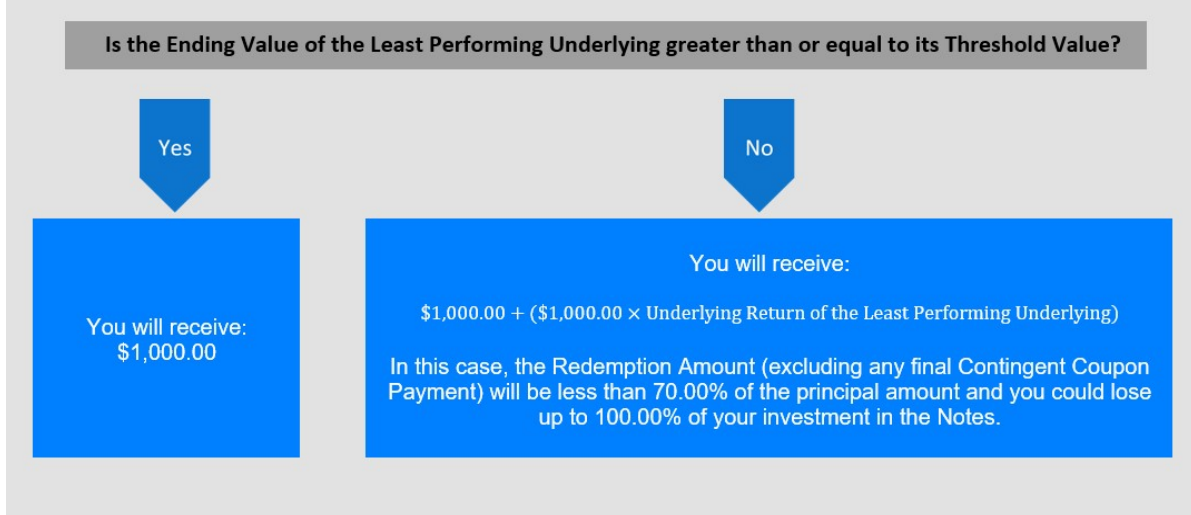 Is the Ending Value of the Least Performing Underlying greater than or equal to its Threshold Value?
Yes
No
You will receive:
$1,000.00
You will receive:
$1,000.00 + ($1,000.00 × Underlying Return of the Least Performing Underlying)
In this case, the Redemption Amount (excluding any final Contingent Coupon
Payment) will be less than 70.00% of the principal amount and you could lose
up to 100.00% of your investment in the Notes.